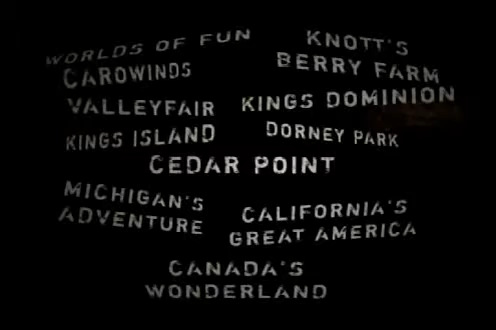 WORLDS OF FUN
CAROWINDS
KNOTT'S
BERRY FARM
VALLEYFAIR
KINGS DOMINION
KINGS ISLAND
DORNEY PARK
CEDAR POINT
MICHIGAN'S
ADVENTURE
CALIFORNIA'S
GREAT AMERICA
CANADA'S
WONDERLAND